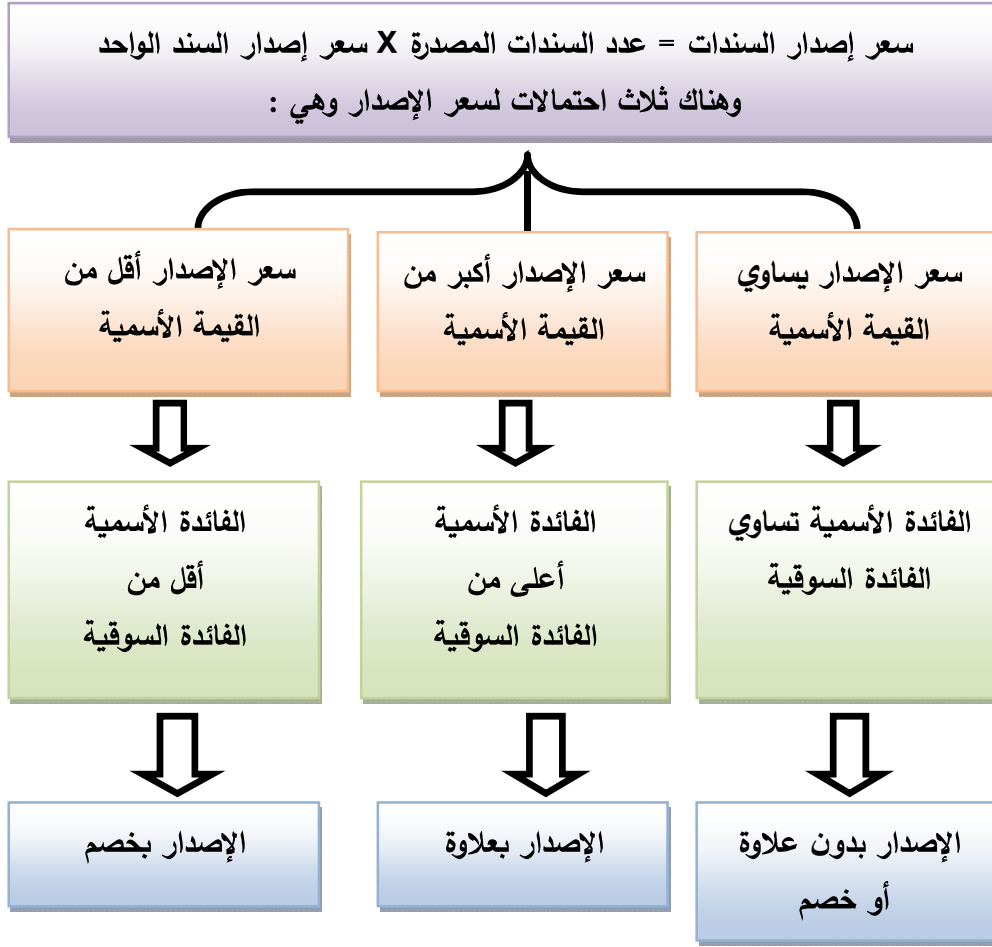 سعر إصدار السندات = عدد السندات المصدرة X سعر إصدار السند الواحد
وهناك ثلاث احتمالات لسعر الإصدار وهي :
سعر الإصدار يساوي
القيمة الأسمية
سعر الإصدار أكبر من
القيمة الأسمية
سعر الإصدار أقل من
القيمة الأسمية
الفائدة الأسمية تساوي
الفائدة السوقية
الفائدة الأسمية
أعلى من
الفائدة السوقية
الفائدة الأسمية
أقل من
الفائدة السوقية
الإصدار بدون علاوة
أو خصم
الإصدار بعلاوة
الإصدار بخصم